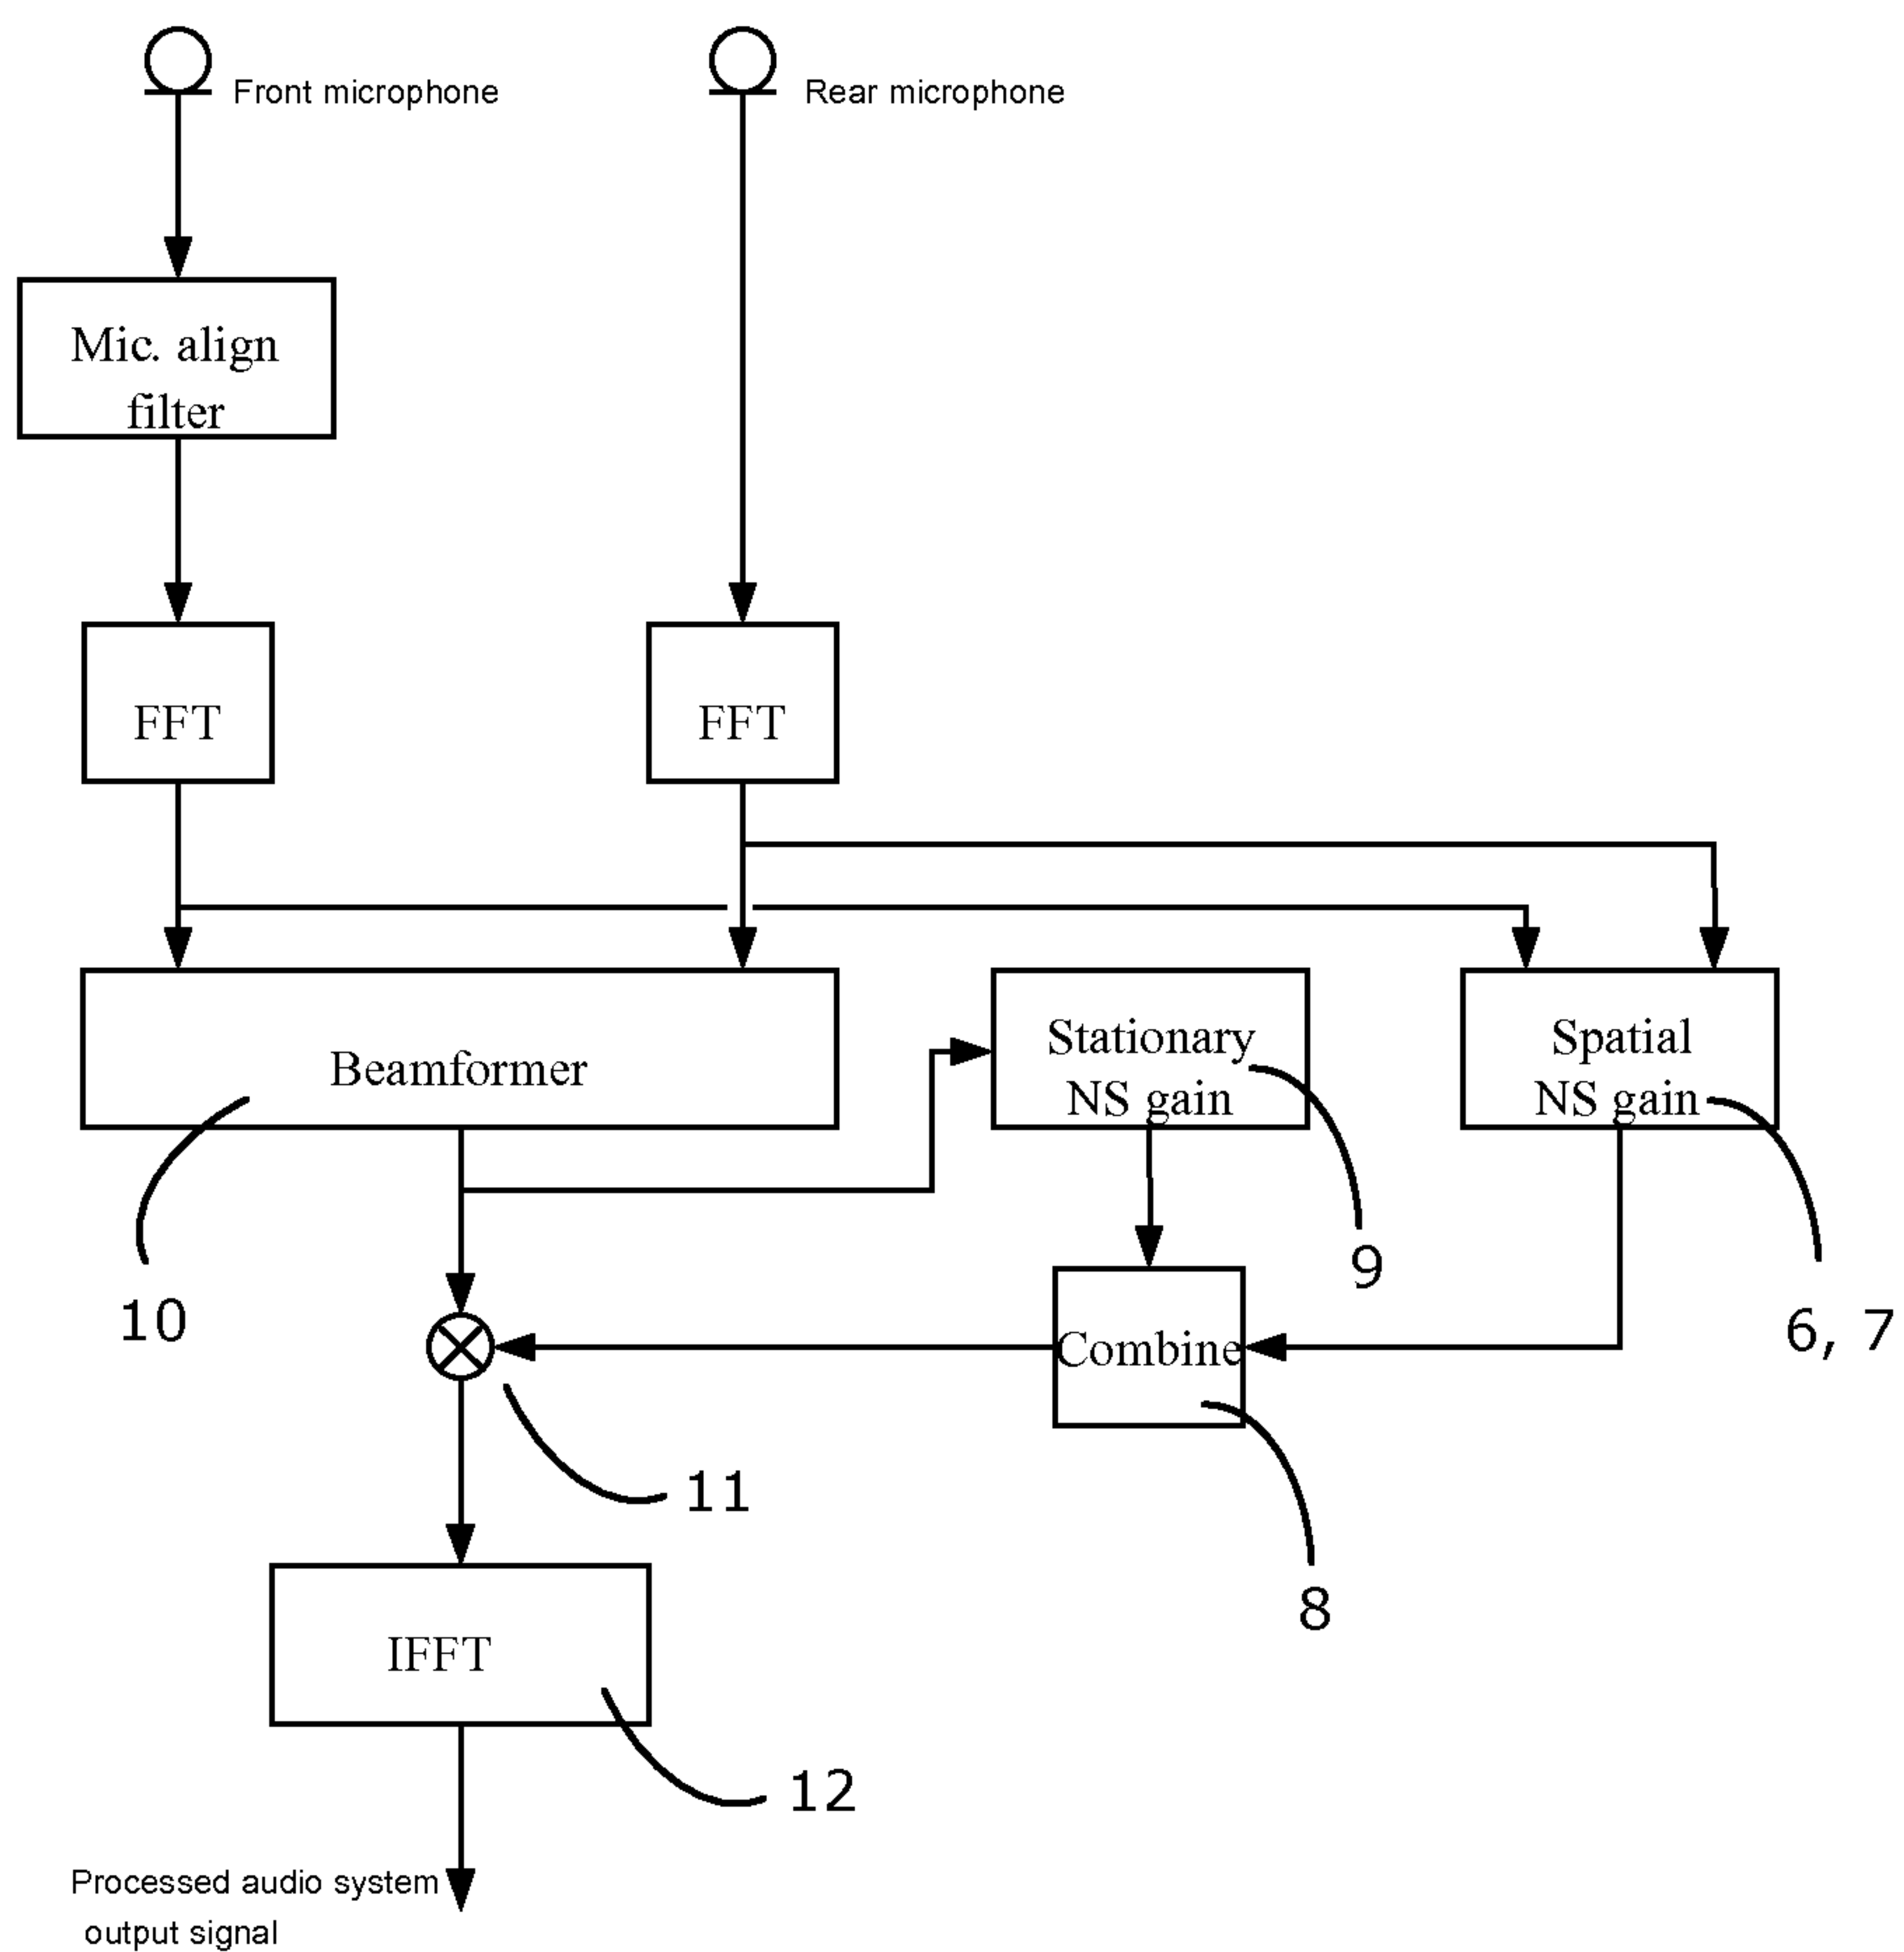 Front microphone
Rear microphone
Mic. align
filter
FFT
FFT
Beamformer
Stationary
NS gain
Spatial
NS gain
10
9
6, 7
Combine
11
8
IFFT
12
Processed audio system
output signal